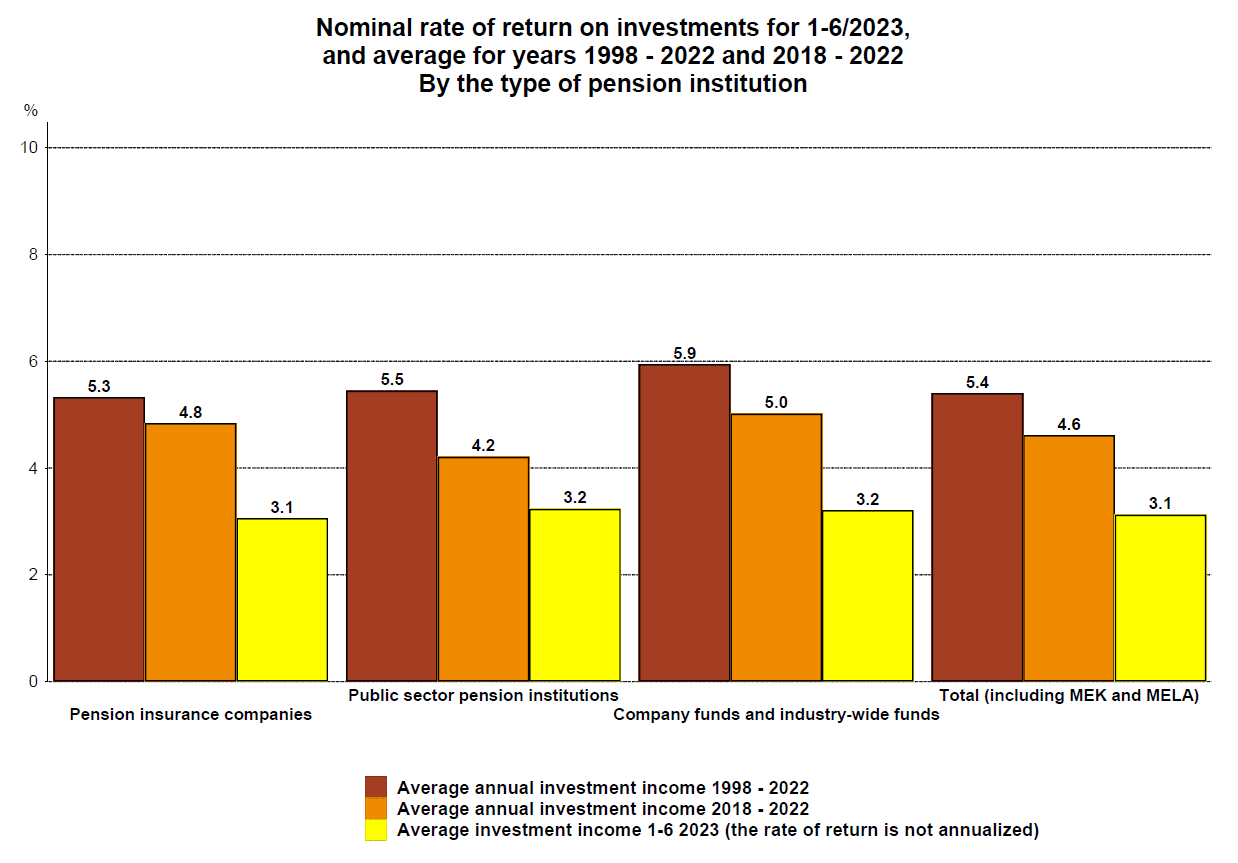 Nominal rate of return on investments for 1-6/2023,
and average for years 1998 - 2022 and 2018 - 2022
By the type of pension institution
%
10
8
6
4
2
0
5.3
4.8
3.1
5.5
4.2
3.2
5.9
5.0
3.2
5.4
4.6
3.1
Pension insurance companies
Public sector pension institutions
Company funds and industry-wide funds
Total (including MEK and MELA)
Average annual investment income 1998 - 2022
Average annual investment income 2018 - 2022
Average investment income 1-6 2023 (the rate of return is not annualized)